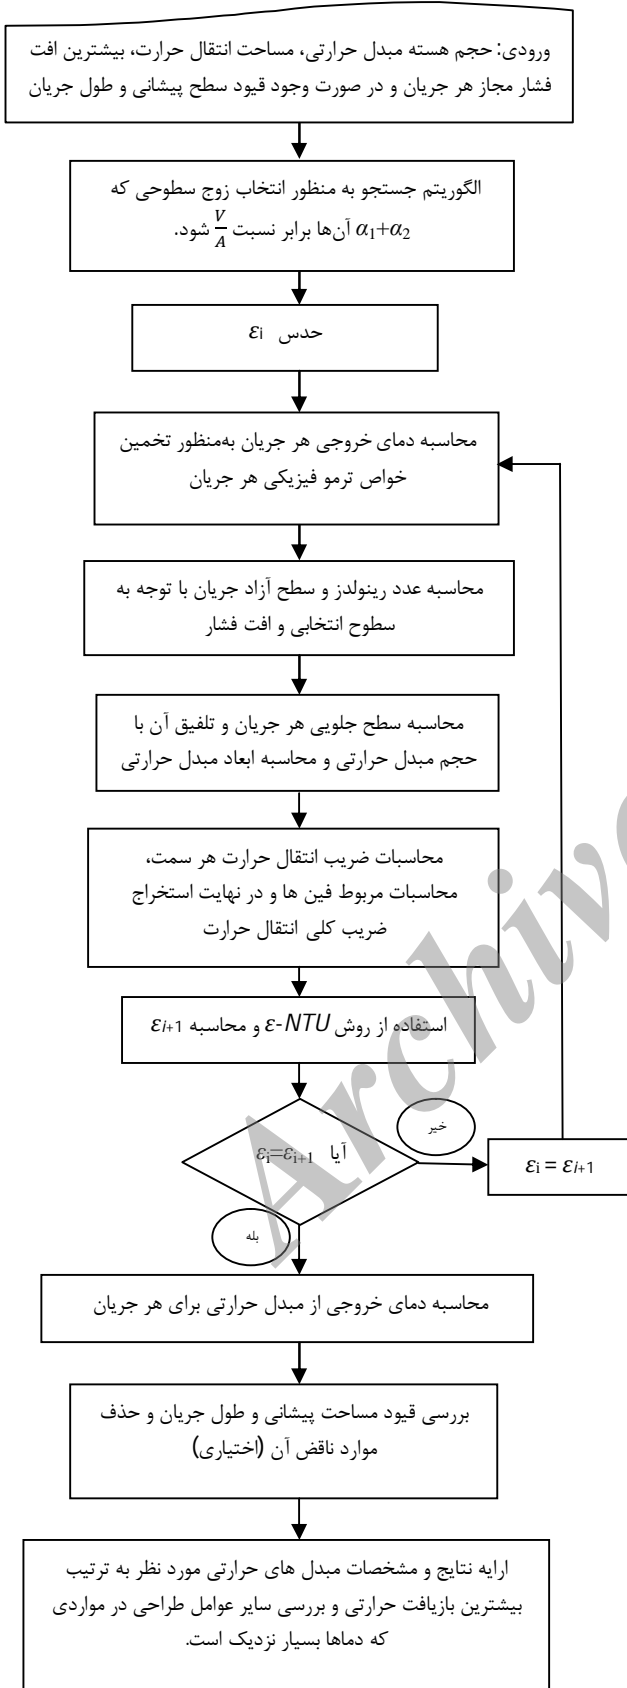 ورودی: حجم هسته مبدل حرارتی، مساحت انتقال حرارت، بیشترین افت
فشار مجاز هر جریان و در صورت وجود قیود سطح پیشانی و طول جریان
الگوریتم جستجو به منظور انتخاب زوج سطوحی که
α1+α2 آن‌ها برابر نسبت V/A شود.
حدس εi
محاسبه دمای خروجی هر جریان به‌منظور تخمین
خواص ترمو فیزیکی هر جریان
محاسبه عدد رینولدز و سطح آزاد جریان با توجه به
سطوح انتخابی و افت فشار
محاسبه سطح جلویی هر جریان و تلفیق آن با
حجم مبدل حرارتی و محاسبه ابعاد مبدل حرارتی
محاسبات ضریب انتقال حرارت هر سمت،
محاسبات مربوط فین ها و در نهایت استخراج
ضریب کلی انتقال حرارت
استفاده از روش ε-NTU و محاسبه εi+1
آیا εi=εi+1
خیر
εi = εi+1
بله
محاسبه دمای خروجی از مبدل حرارتی برای هر جریان
بررسی قیود مساحت پیشانی و طول جریان و حذف
موارد ناقض آن (اختیاری)
ارایه نتایج و مشخصات مبدل های حرارتی مورد نظر به ترتیب
بیشترین بازیافت حرارتی و بررسی سایر عوامل طراحی در مواردی
که دماها بسیار نزدیک است.
Archive